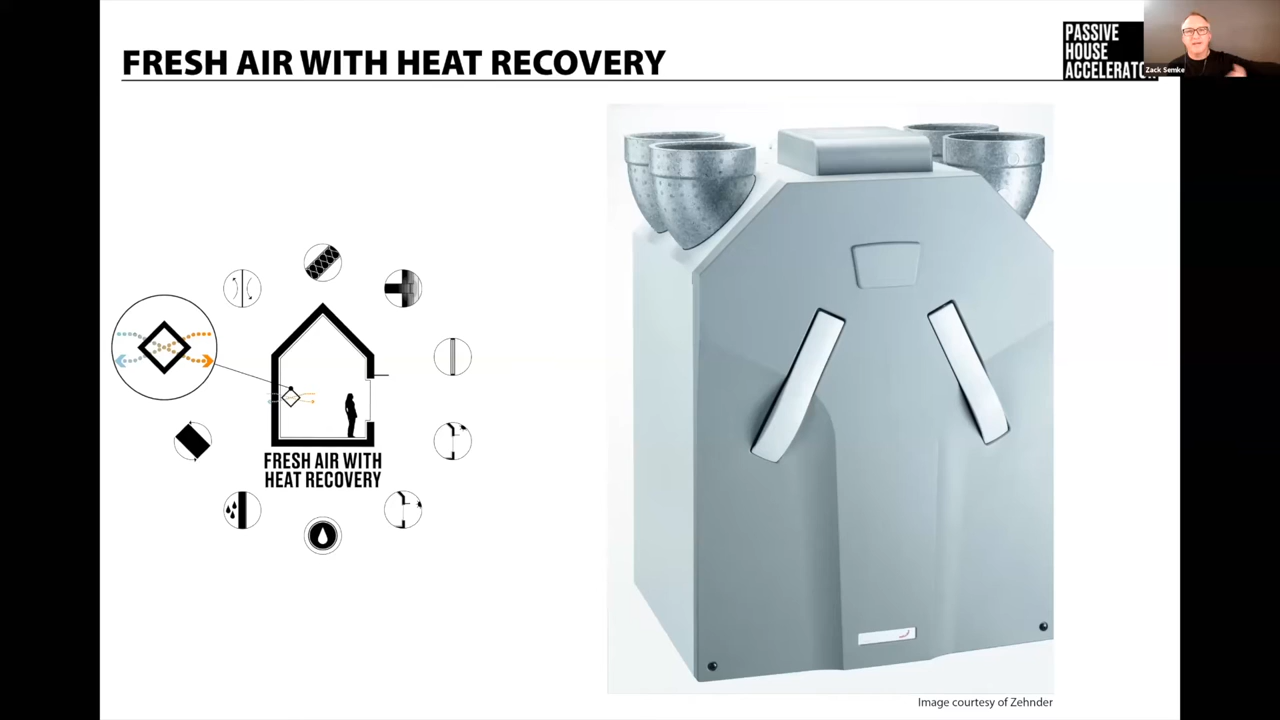 FRESH AIR WITH HEAT RECOVERY
PASSIVE
HOUSE
ACCELERATO
Zack Semke
FRESH AIR WITH
HEAT RECOVERY
Image courtesy of Zehnder